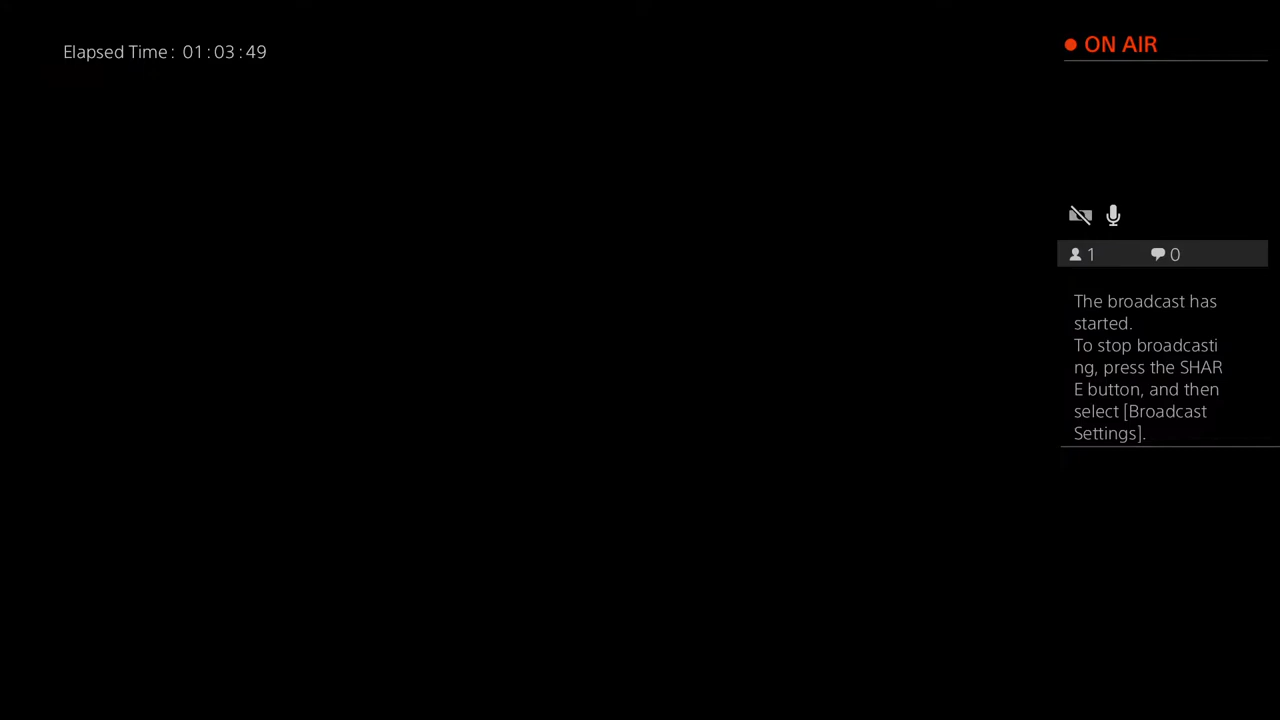 Elapsed Time: 01:03:49
ON AIR
1 0
The broadcast has
started.
To stop broadcasti
ng, press the SHAR
E button, and then
select [Broadcast
Settings].